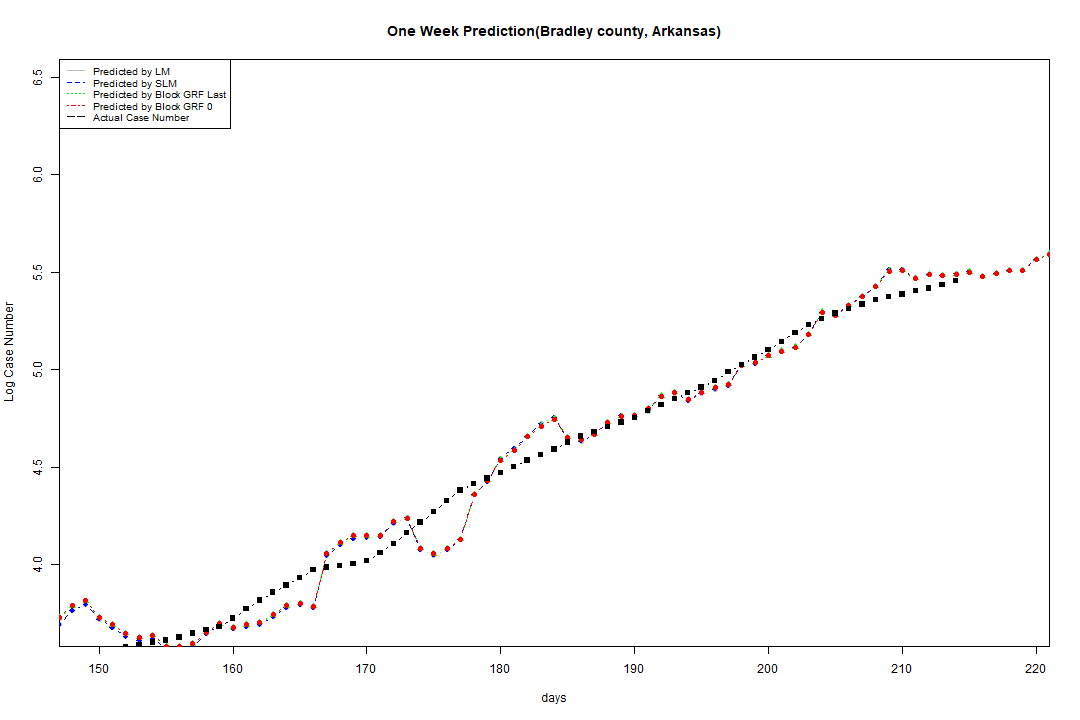 One Week Prediction(Bradley county, Arkansas)
Predicted by LM
Predicted by SLM
Predicted by Block GRF Last
Predicted by Block GRF 0
Actual Case Number
6.5
6.0
5.5
5.0
4.5
4.0
Log Case Number
150 160 170 180 190 200 210 220
days